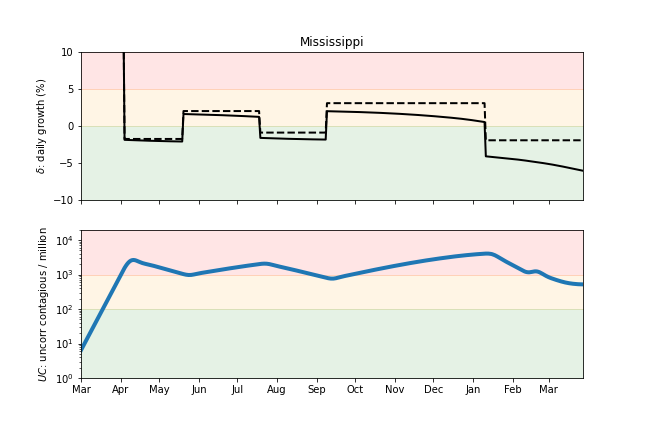 Mississippi
δ: daily growth (%)
10
5
0
−5
−10
UC: uncorr contagious / million
10⁴
10³
10²
10¹
10⁰
Mar Apr May Jun Jul Aug Sep Oct Nov Dec Jan Feb Mar